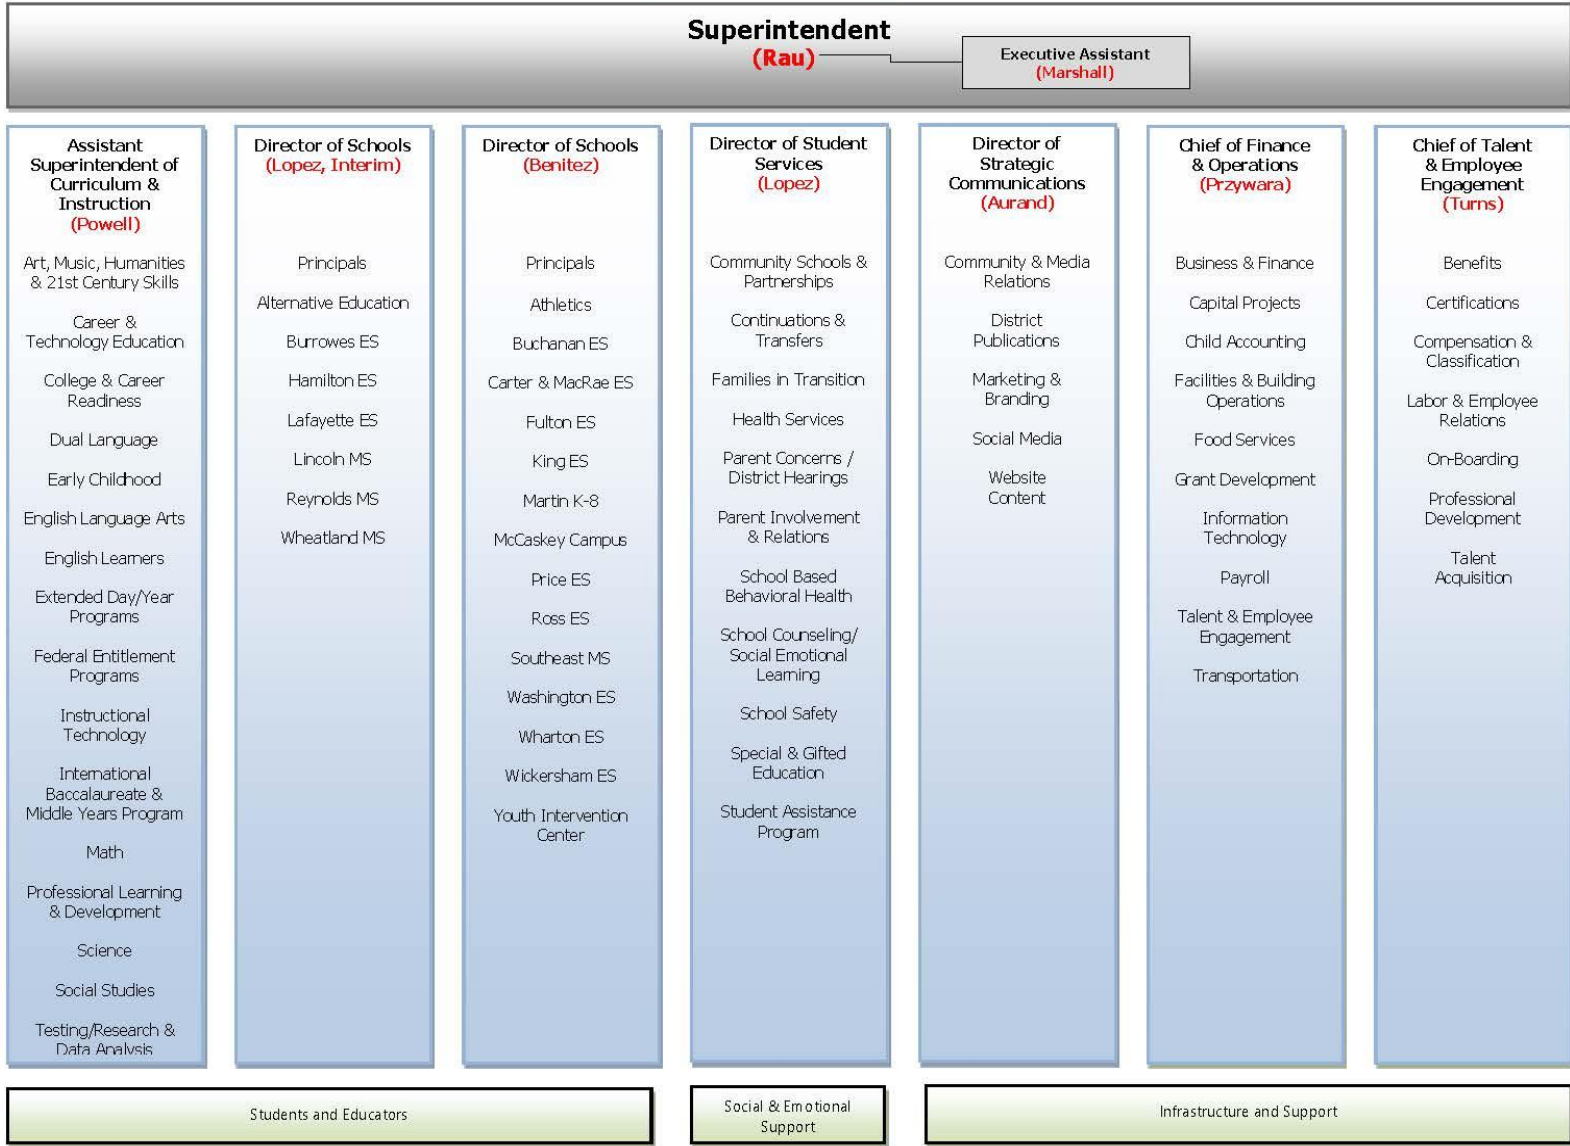 Superintendent
(Rau)
Executive Assistant
(Marshall)
Assistant
Superintendent of
Curriculum &
Instruction
(Powell)
Art, Music, Humanities
& 21st Century Skills
Career &
Technology Education
College & Career
Readiness
Dual Language
Early Childhood
English Language Arts
English Learners
Extended Day/Year
Programs
Federal Entitlement
Programs
Instructional
Technology
International
Baccalaureate &
Middle Years Program
Math
Professional Learning
& Development
Science
Social Studies
Testing/Research &
Data Analysis
Director of Schools
(Lopez, Interim)
Principals
Alternative Education
Burrowes ES
Hamilton ES
Lafayette ES
Lincoln MS
Reynolds MS
Wheatland MS
Director of Schools
(Benitez)
Principals
Athletics
Buchanan ES
Carter & MacRae ES
Fulton ES
King ES
Martin K-8
McCaskey Campus
Price ES
Ross ES
Southeast MS
Washington ES
Wharton ES
Wickersham ES
Youth Intervention
Center
Director of Student
Services
(Lopez)
Community Schools &
Partnerships
Continuations &
Transfers
Families in Transition
Health Services
Parent Concerns /
District Hearings
Parent Involvement
& Relations
School Based
Behavioral Health
School Counseling/
Social Emotional
Learning
School Safety
Special & Gifted
Education
Student Assistance
Program
Director of
Strategic
Communications
(Aurand)
Community & Media
Relations
District
Publications
Marketing &
Branding
Social Media
Website
Content
Chief of Finance
& Operations
(Przywara)
Business & Finance
Capital Projects
Child Accounting
Facilities & Building
Operations
Food Services
Grant Development
Information
Technology
Payroll
Talent & Employee
Engagement
Transportation
Chief of Talent
& Employee
Engagement
(Turns)
Benefits
Certifications
Compensation &
Classification
Labor & Employee
Relations
On-Boarding
Professional
Development
Talent
Acquisition
Students and Educators
Social & Emotional
Support
Infrastructure and Support